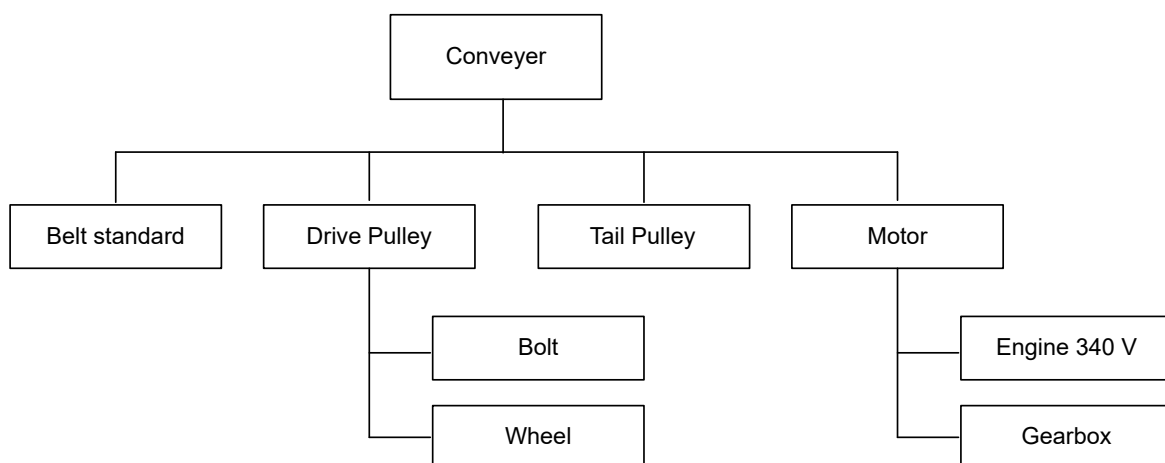 Conveyer
Belt standard
Drive Pulley
Tail Pulley
Motor
Bolt
Engine 340 V
Wheel
Gearbox